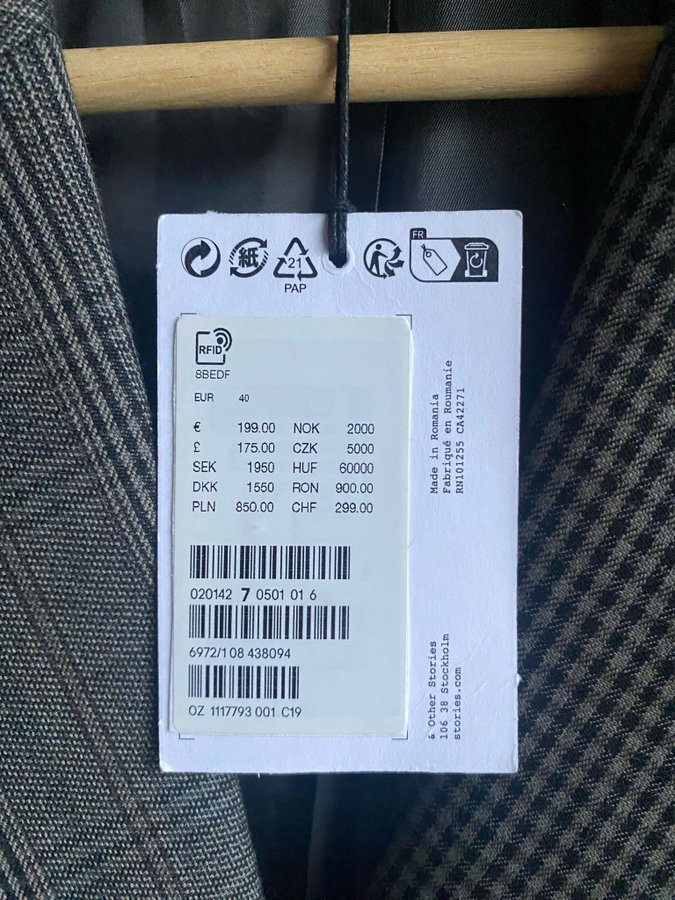 紙
21
PAP
FR
RFID
8BEDF
EUR 40
€ 199.00 NOK 2000
£ 175.00 CZK 5000
SEK 1950 HUF 60000
DKK 1550 RON 900.00
PLN 850.00 CHF 299.00
020142 7 0501 01 6
6972/1 08 438094
OZ 1117793 001 C19
Made in Romania
Fabriqué en Roumanie
RN101255 CA42271
& Other Stories
106 38 Stockholm
stories.com